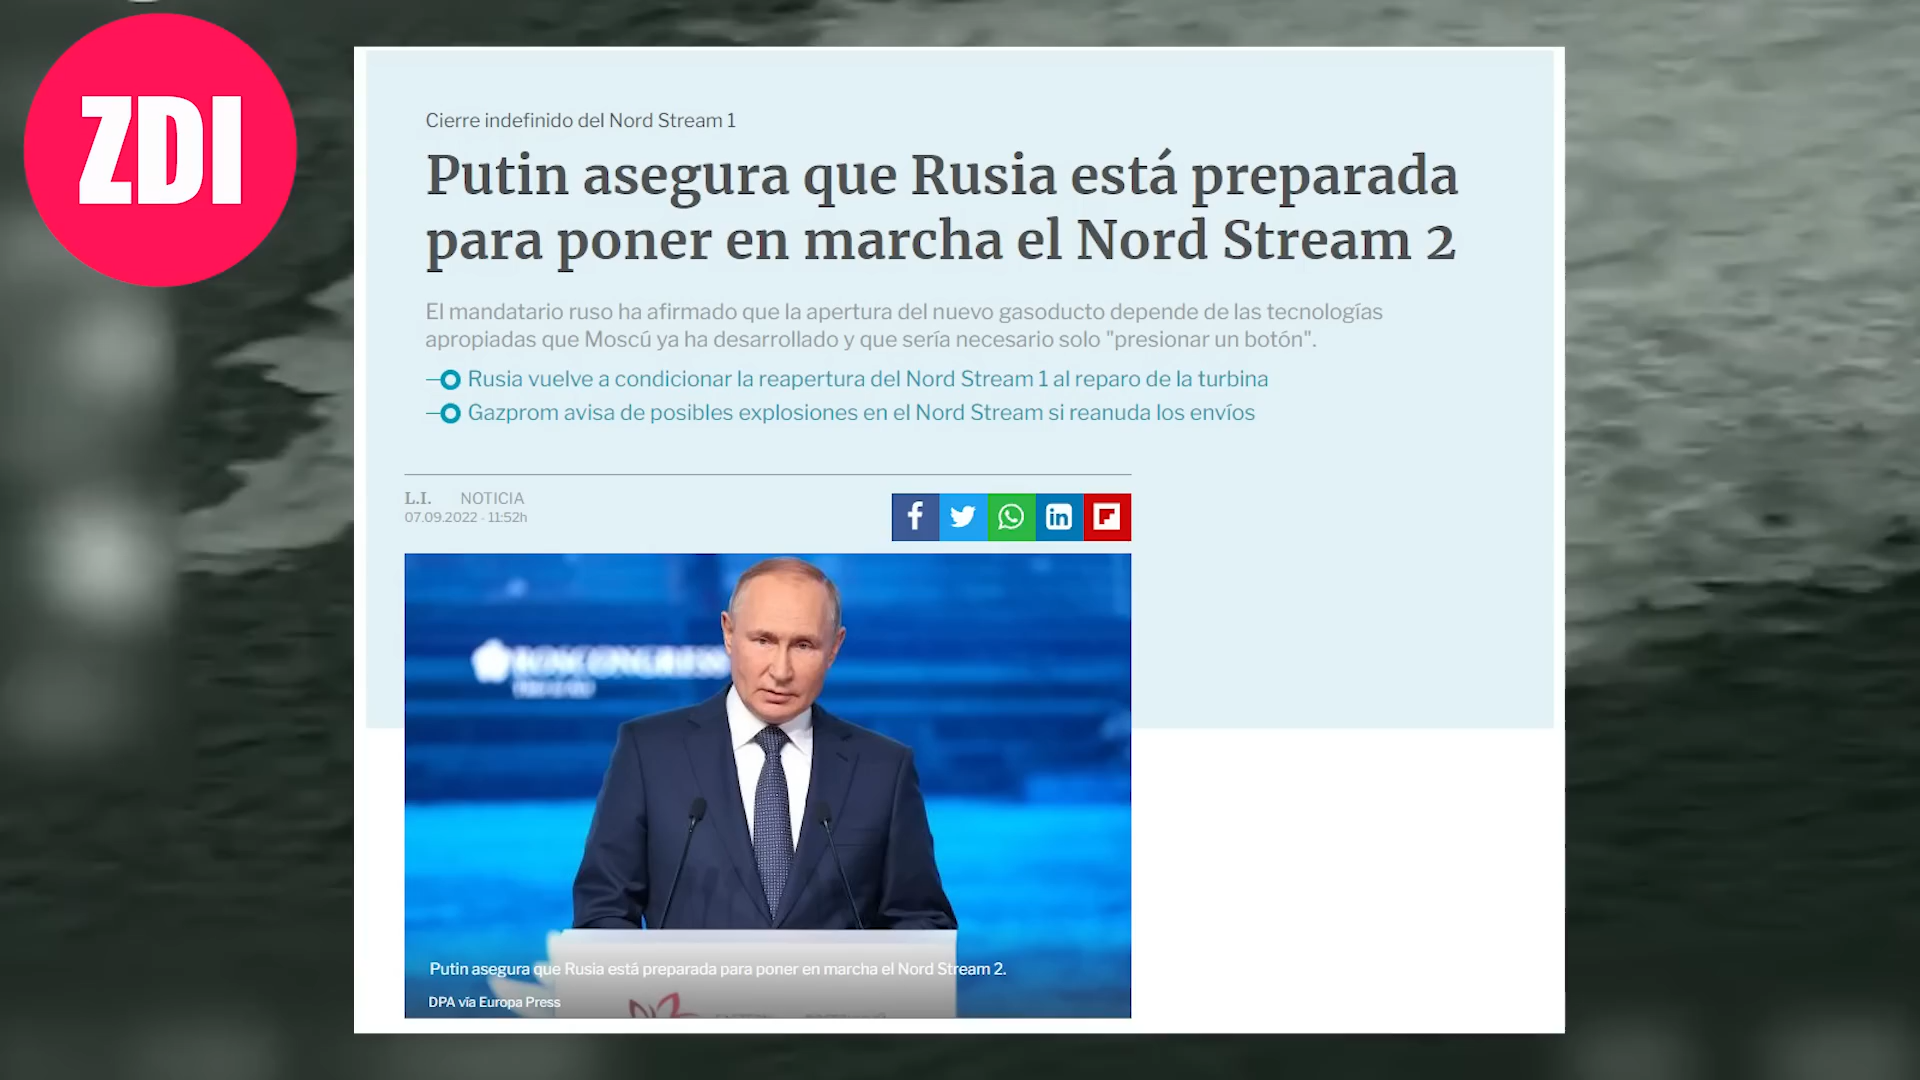 ZDI
Cierre indefinido del Nord Stream 1
Putin asegura que Rusia está preparada
para poner en marcha el Nord Stream 2
El mandatario ruso ha afirmado que la apertura del nuevo gasoducto depende de las tecnologías
apropiadas que Moscú ya ha desarrollado y que sería necesario solo "presionar un botón".
Rusia vuelve a condicionar la reapertura del Nord Stream 1 al reparo de la turbina
Gazprom avisa de posibles explosiones en el Nord Stream si reanuda los envíos
L.I. NOTICIA
07.09.2022 - 11:52h
ROSCONGRESS
Putin asegura que Rusia está preparada para poner en marcha el Nord Stream 2.
DPA vía Europa Press